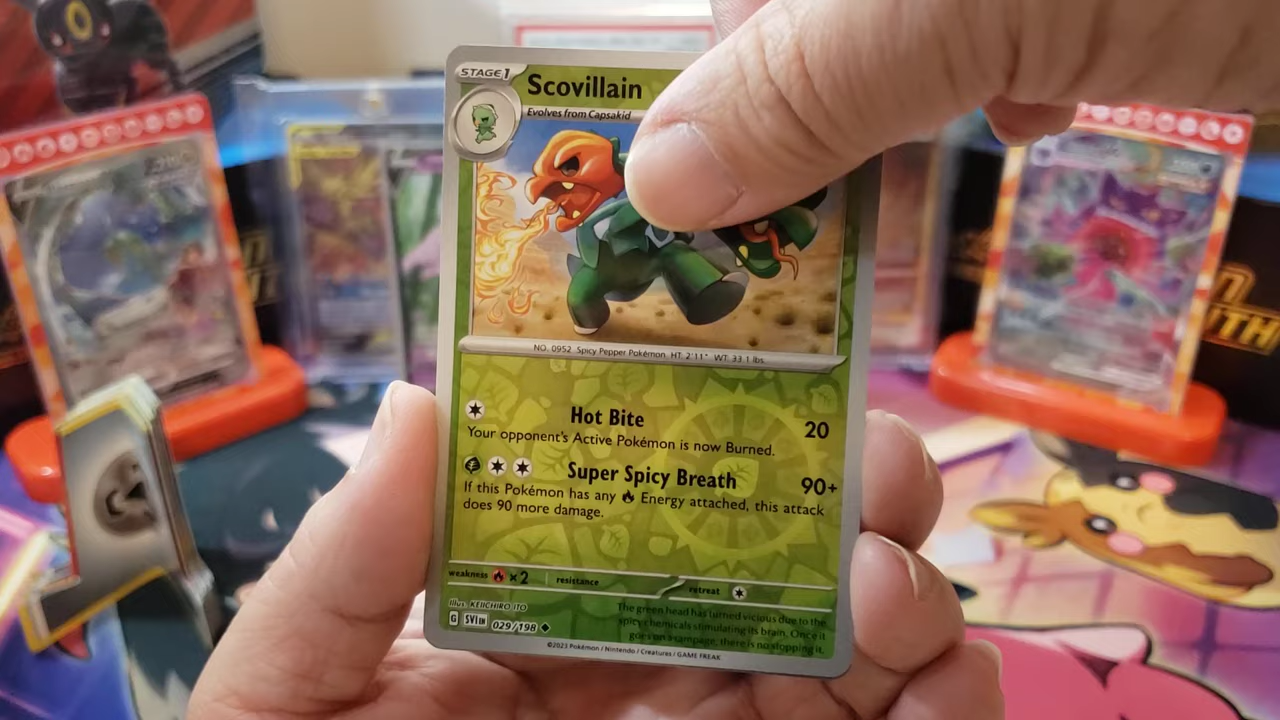 STAGE 1
Scovillain
Evolves from Capsakid
NO. 0952 Spicy Pepper Pokémon HT: 2'11" WT: 33.1 lbs.
Hot Bite 20
Your opponent's Active Pokémon is now Burned.
Super Spicy Breath 90+
If this Pokémon has any Energy attached, this attack
does 90 more damage.
weakness ×2 resistance retreat
Illus. KEIICHIRO ITO
G SVI EN 029/198
The green head has turned vicious due to the
spicy chemicals stimulating its brain. Once it
goes on a rampage, there is no stopping it.
©2023 Pokémon / Nintendo / Creatures / GAME FREAK